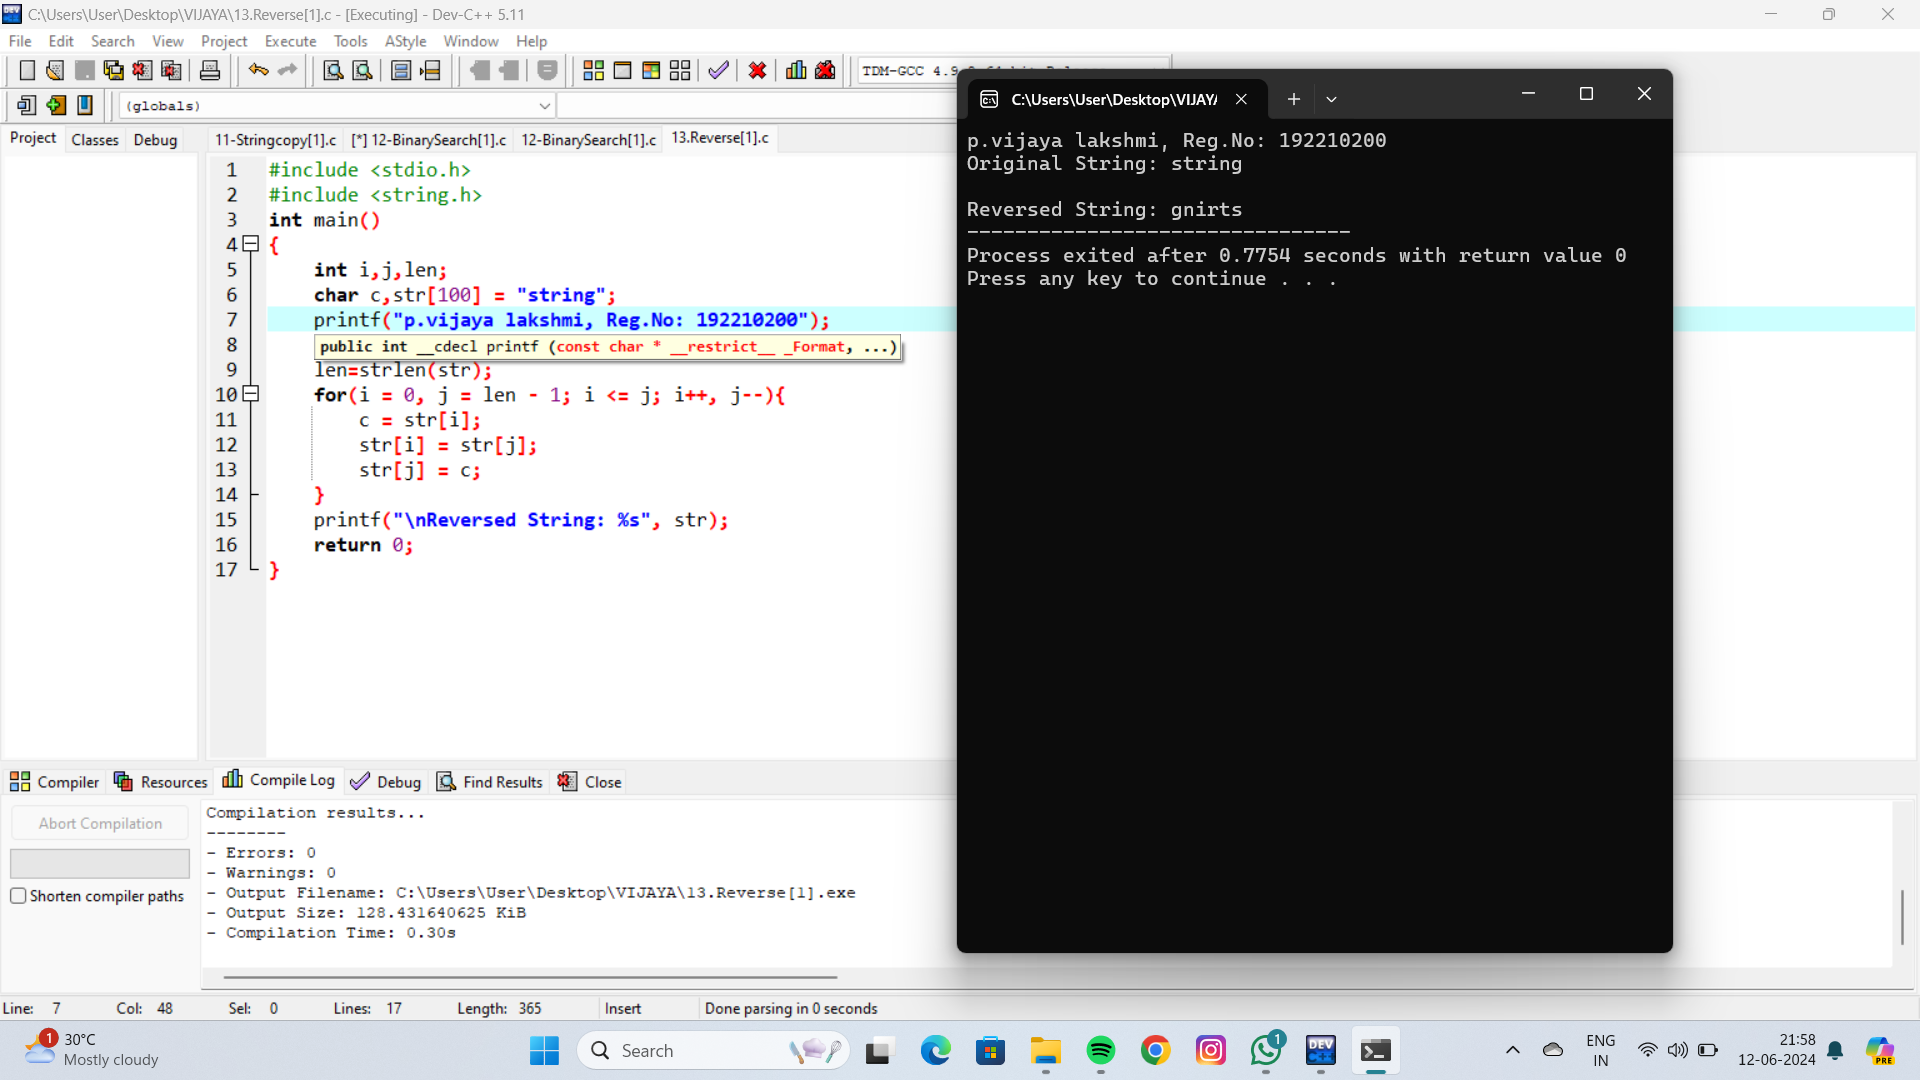 C:\Users\User\Desktop\VIJAYA\13.Reverse[1].c - [Executing] - Dev-C++ 5.11
File Edit Search View Project Execute Tools AStyle Window Help
TDM-GCC 4.9
(globals)
Project Classes Debug
11-Stringcopy[1].c [*] 12-BinarySearch[1].c 12-BinarySearch[1].c 13.Reverse[1].c
1 #include <stdio.h>
2 #include <string.h>
3 int main()
4 {
5 int i,j,len;
6 char c,str[100] = "string";
7 printf("p.vijaya lakshmi, Reg.No: 192210200");
8 public int __cdecl printf (const char * __restrict__ _Format, ...)
9 len=strlen(str);
10 for(i = 0, j = len - 1; i <= j; i++, j--){
11 c = str[i];
12 str[i] = str[j];
13 str[j] = c;
14 }
15 printf("\nReversed String: %s", str);
16 return 0;
17 }
C:\Users\User\Desktop\VIJAY
p.vijaya lakshmi, Reg.No: 192210200
Original String: string
Reversed String: gnirts
--------------------------------
Process exited after 0.7754 seconds with return value 0
Press any key to continue . . .
Compiler Resources Compile Log Debug Find Results Close
Abort Compilation
Shorten compiler paths
Compilation results...
--------
- Errors: 0
- Warnings: 0
- Output Filename: C:\Users\User\Desktop\VIJAYA\13.Reverse[1].exe
- Output Size: 128.431640625 KiB
- Compilation Time: 0.30s
Line: 7 Col: 48 Sel: 0 Lines: 17 Length: 365 Insert Done parsing in 0 seconds
1
30°C
Mostly cloudy
Search
1
DEV
ENG
IN
21:58
12-06-2024
PRE